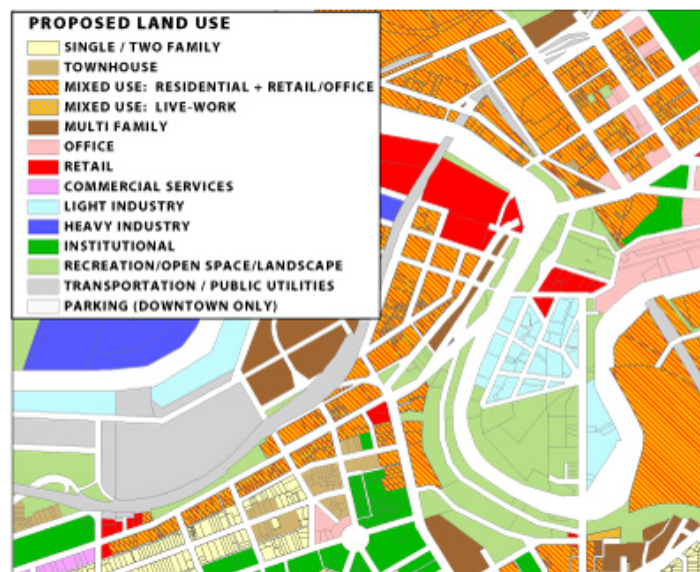 PROPOSED LAND USE
SINGLE / TWO FAMILY
TOWNHOUSE
MIXED USE: RESIDENTIAL + RETAIL/OFFICE
MIXED USE: LIVE-WORK
MULTI FAMILY
OFFICE
RETAIL
COMMERCIAL SERVICES
LIGHT INDUSTRY
HEAVY INDUSTRY
INSTITUTIONAL
RECREATION/OPEN SPACE/LANDSCAPE
TRANSPORTATION / PUBLIC UTILITIES
PARKING (DOWNTOWN ONLY)